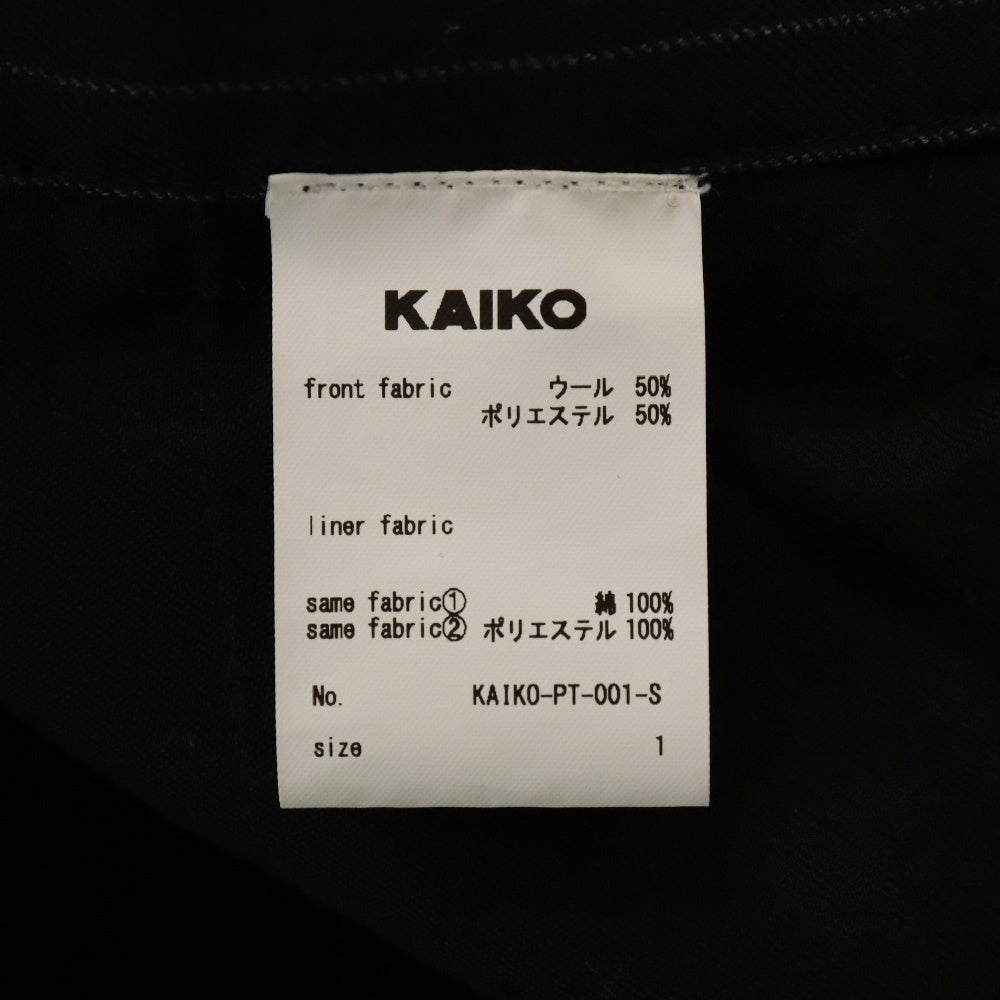 KAIKO
front fabric ウール 50%
ポリエステル 50%
liner fabric
same fabric① 綿 100%
same fabric② ポリエステル 100%
No. KAIKO-PT-001-S
size 1